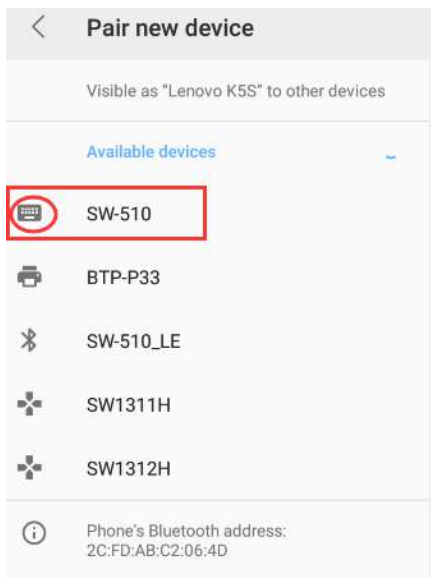 Pair new device
Visible as "Lenovo K5S" to other devices
Available devices
SW-510
BTP-P33
SW-510_LE
SW1311H
SW1312H
Phone's Bluetooth address:
2C:FD:AB:C2:06:4D